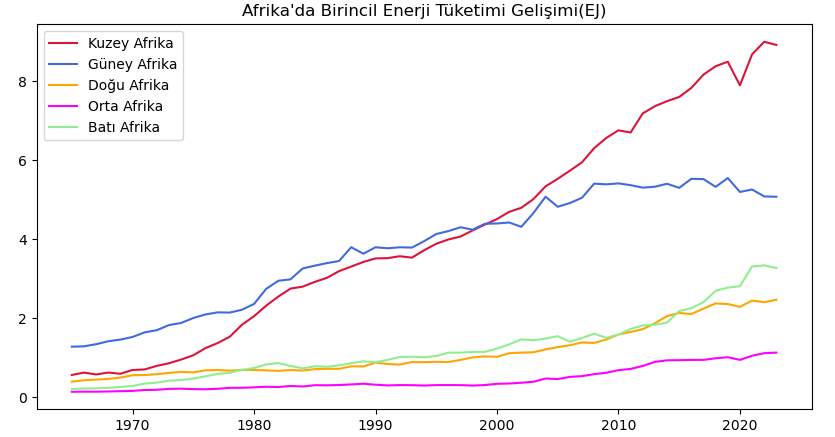 Afrika'da Birincil Enerji Tüketimi Gelişimi(EJ)
Kuzey Afrika
Güney Afrika
Doğu Afrika
Orta Afrika
Batı Afrika
8
6
4
2
0
1970 1980 1990 2000 2010 2020